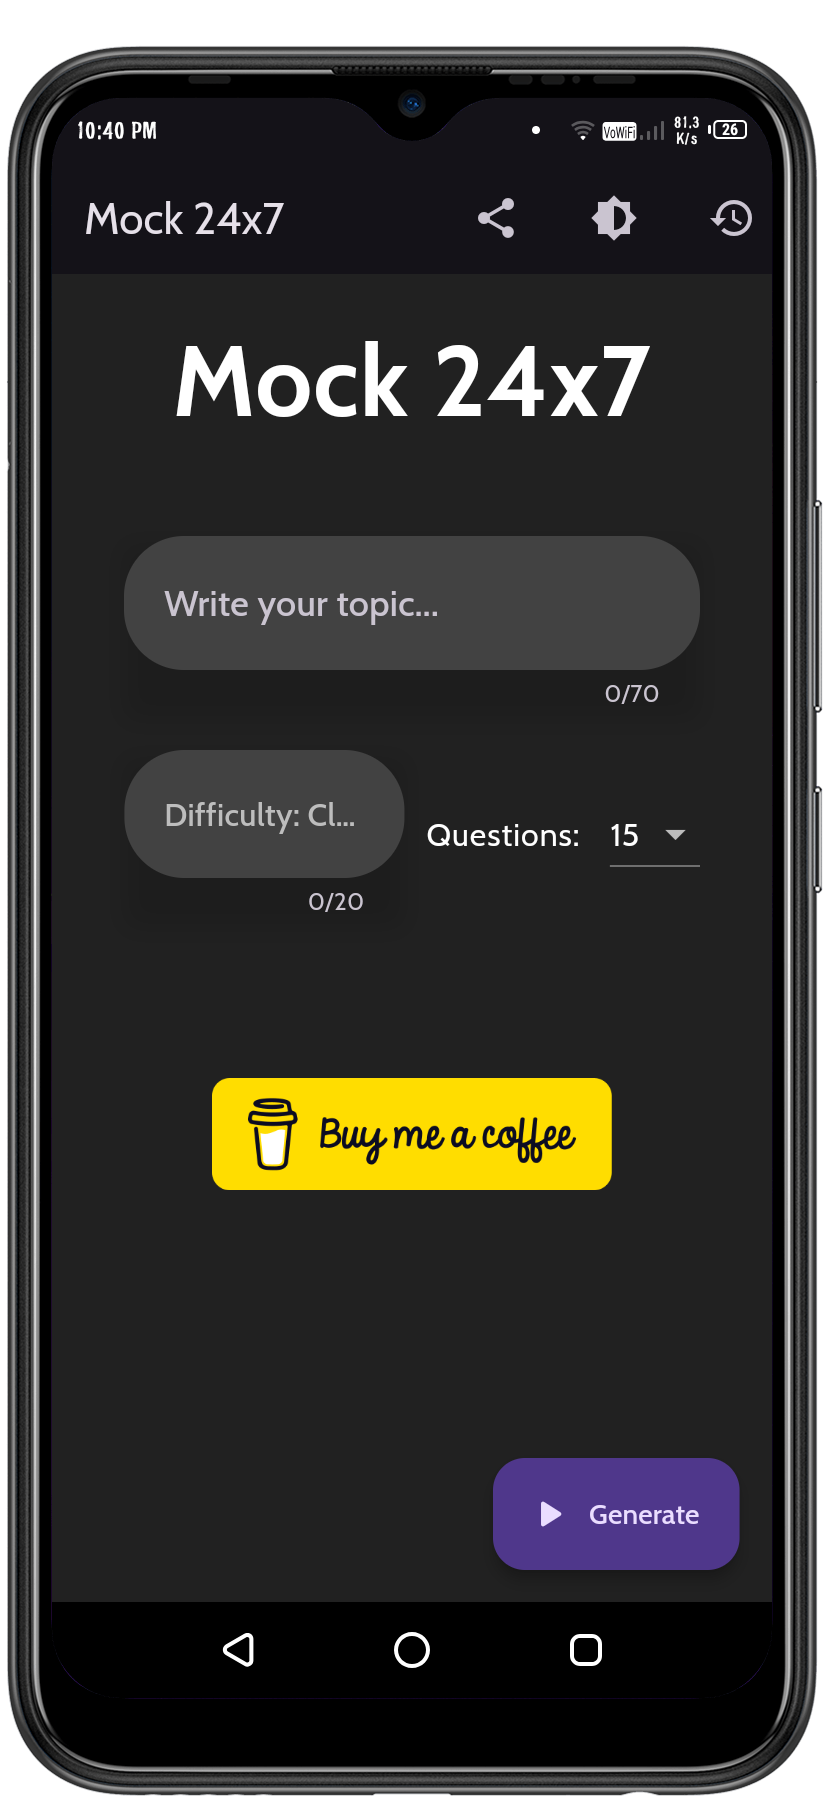 10:40 PM VoWiFi 81.3 K/s 26
Mock 24x7
Mock 24x7
Write your topic...
0/70
Difficulty: Cl...
Questions: 15
0/20
Buy me a coffee
Generate